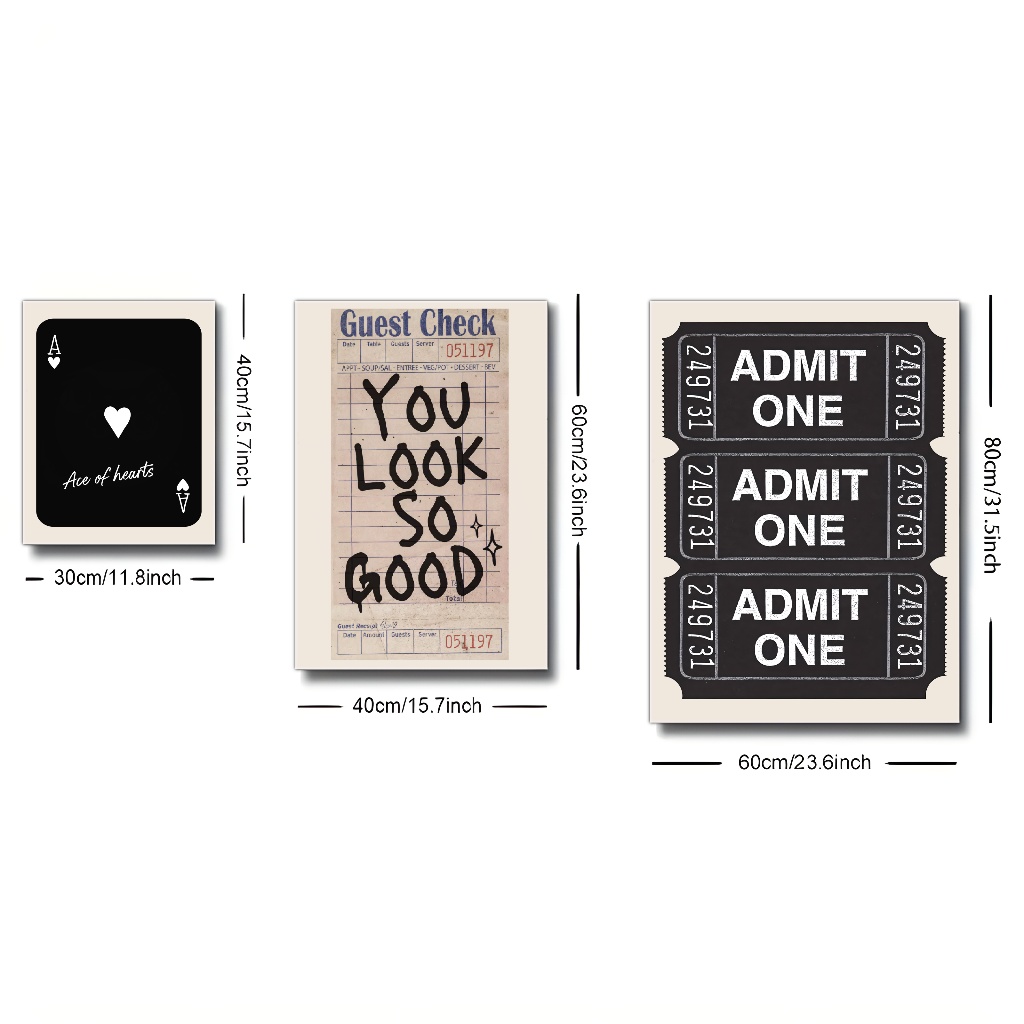 A
Ace of hearts
A
40cm/15.7inch
30cm/11.8inch
Guest Check
Date Table Guests Server 051197
APPT-SOUP/SAL-ENTREE-VEG/POT-DESSERT-BEV
YOU
LOOK
SO
GOOD
Total
Guest Receipt
Date Amount Guests Server 051197
60cm/23.6inch
40cm/15.7inch
249731 ADMIT ONE 249731
249731 ADMIT ONE 249731
249731 ADMIT ONE 249731
80cm/31.5inch
60cm/23.6inch